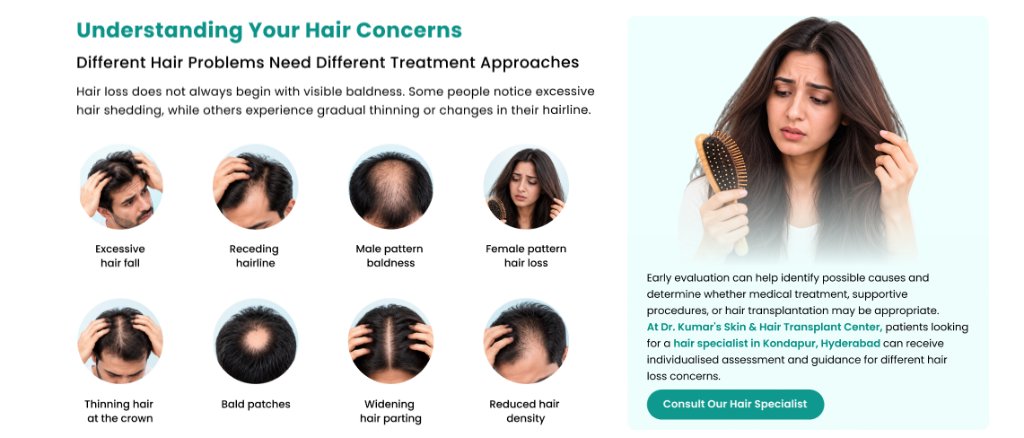 Understanding Your Hair Concerns
Different Hair Problems Need Different Treatment Approaches
Hair loss does not always begin with visible baldness. Some people notice excessive
hair shedding, while others experience gradual thinning or changes in their hairline.
Excessive
hair fall
Receding
hairline
Male pattern
baldness
Female pattern
hair loss
Thinning hair
at the crown
Bald patches
Widening
hair parting
Reduced hair
density
Early evaluation can help identify possible causes and
determine whether medical treatment, supportive
procedures, or hair transplantation may be appropriate.
At Dr. Kumar's Skin & Hair Transplant Center, patients looking
for a hair specialist in Kondapur, Hyderabad can receive
individualised assessment and guidance for different hair
loss concerns.
Consult Our Hair Specialist